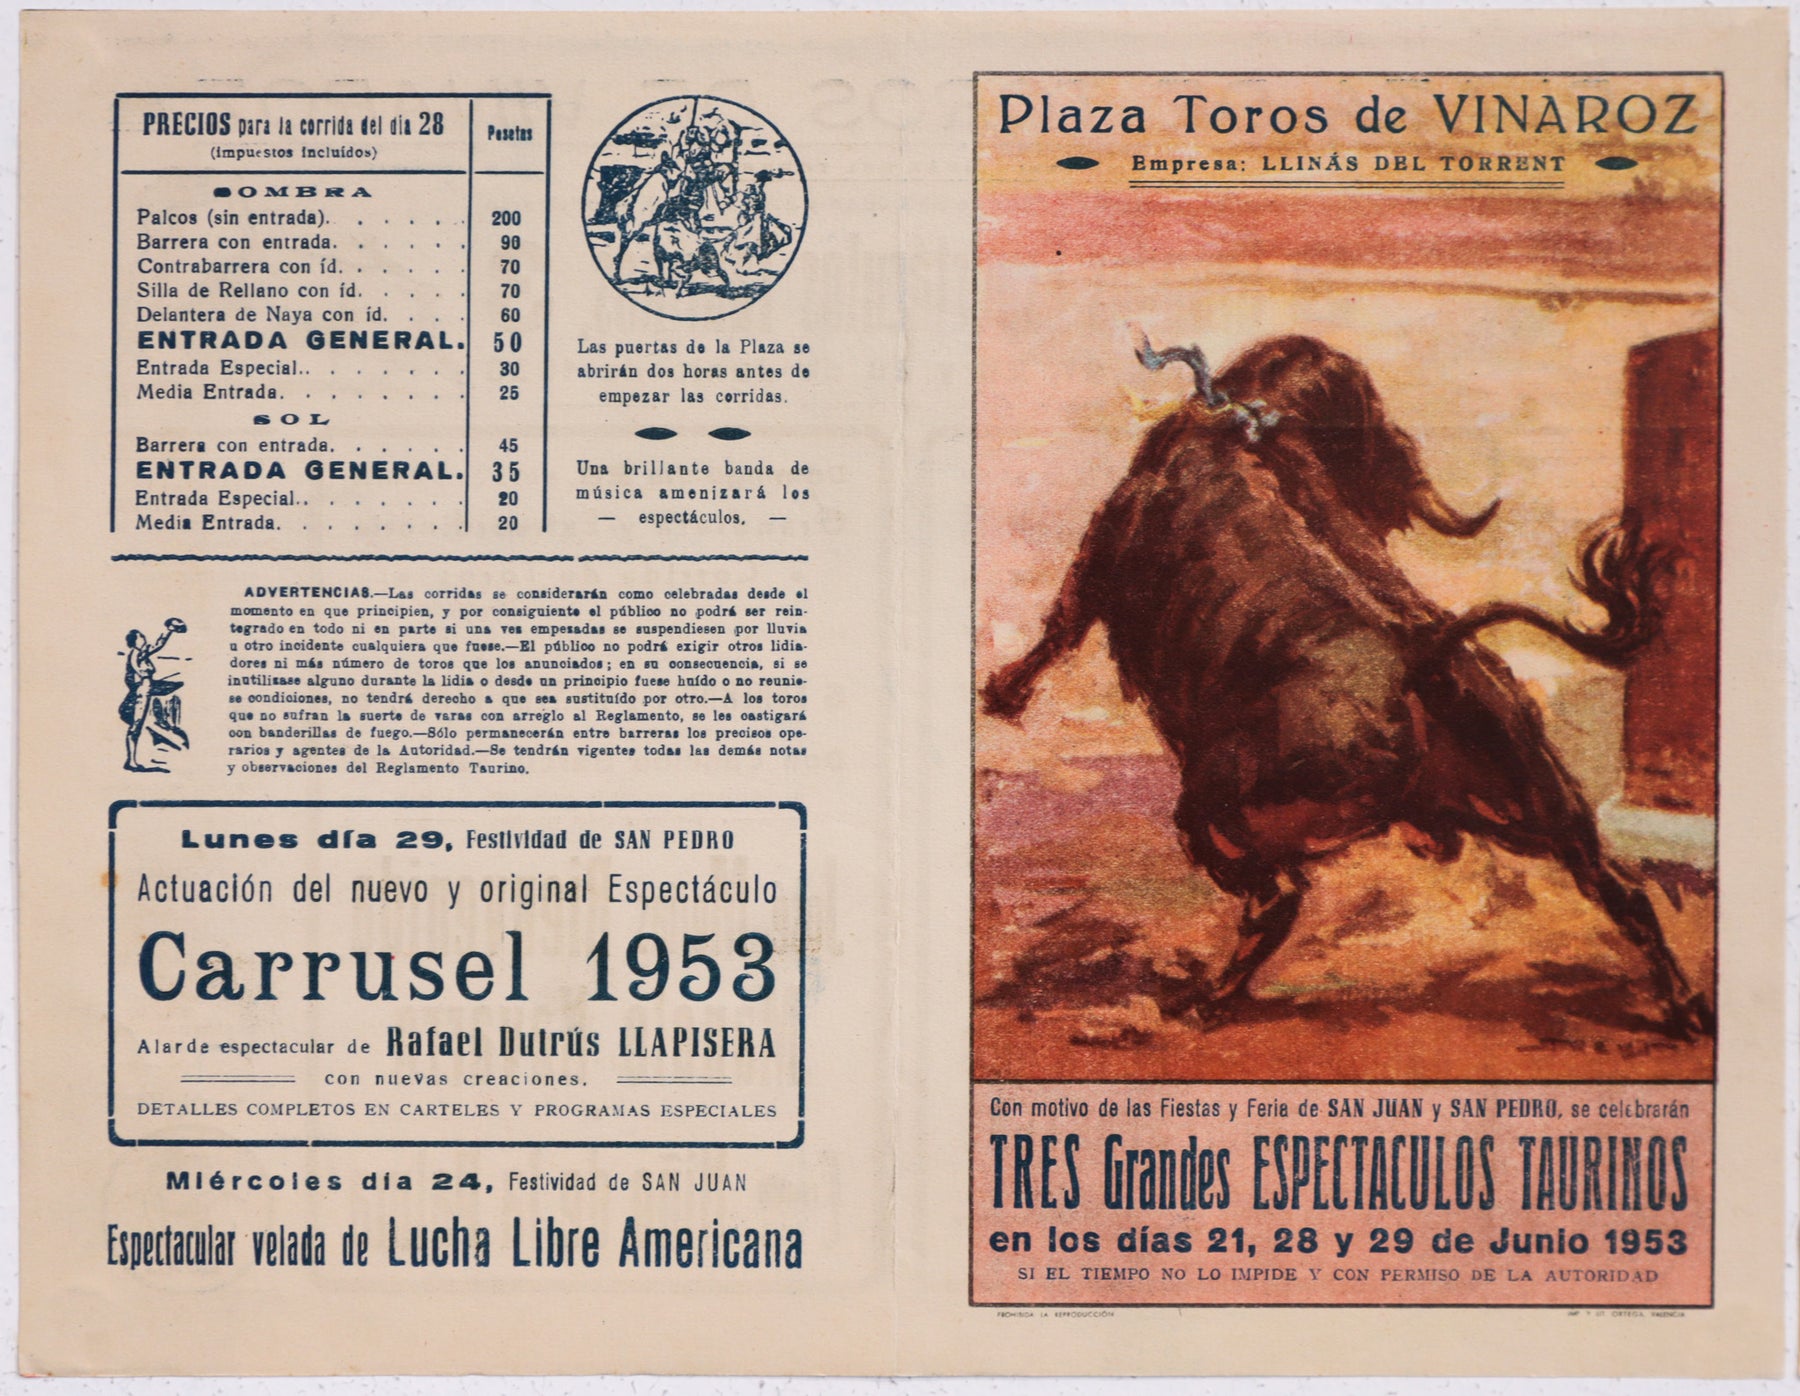 PRECIOS para la corrida del día 28
(impuestos incluídos)
Pesetas
SOMBRA
Palcos (sin entrada). . . . . . 200
Barrera con entrada. . . . . . 90
Contrabarrera con íd. . . . . . 70
Silla de Rellano con íd. . . . . 70
Delantera de Naya con íd. . . . . 60
ENTRADA GENERAL. 50
Entrada Especial.. . . . . . . 30
Media Entrada. . . . . . . . 25
SOL
Barrera con entrada. . . . . . 45
ENTRADA GENERAL. 35
Entrada Especial.. . . . . . . 20
Media Entrada. . . . . . . . 20
Las puertas de la Plaza se
abrirán dos horas antes de
empezar las corridas.
Una brillante banda de
música amenizará los
— espectáculos. —
ADVERTENCIAS.—Las corridas se considerarán como celebradas desde el
momento en que principien, y por consiguiente el público no podrá ser rein-
tegrado en todo ni en parte si una ves empesadas se suspendiesen por lluvia
u otro incidente cualquiera que fuese.—El público no podrá exigir otros lidia-
dores ni más número de toros que los anunciados; en su consecuencia, si se
inutilizase alguno durante la lidia o desde un principio fuese huído o no reunie-
se condiciones, no tendrá derecho a que sea sustituído por otro.—A los toros
que no sufran la suerte de varas con arreglo al Reglamento, se les castigará
con banderillas de fuego.—Sólo permanecerán entre barreras los precisos ope-
rarios y agentes de la Autoridad.—Se tendrán vigentes todas las demás notas
y observaciones del Reglamento Taurino.
Lunes día 29, Festividad de SAN PEDRO
Actuación del nuevo y original Espectáculo
Carrusel 1953
Alarde espectacular de Rafael Dutrús LLAPISERA
con nuevas creaciones.
DETALLES COMPLETOS EN CARTELES Y PROGRAMAS ESPECIALES
Miércoles día 24, Festividad de SAN JUAN
Espectacular velada de Lucha Libre Americana
Plaza Toros de VINAROZ
Empresa: LLINÁS DEL TORRENT
Con motivo de las Fiestas y Feria de SAN JUAN y SAN PEDRO, se celebrarán
TRES Grandes ESPECTACULOS TAURINOS
en los días 21, 28 y 29 de Junio 1953
SI EL TIEMPO NO LO IMPIDE Y CON PERMISO DE LA AUTORIDAD
PROHIBIDA LA REPRODUCCIÓN
IMP. Y LIT. ORTEGA. VALENCIA